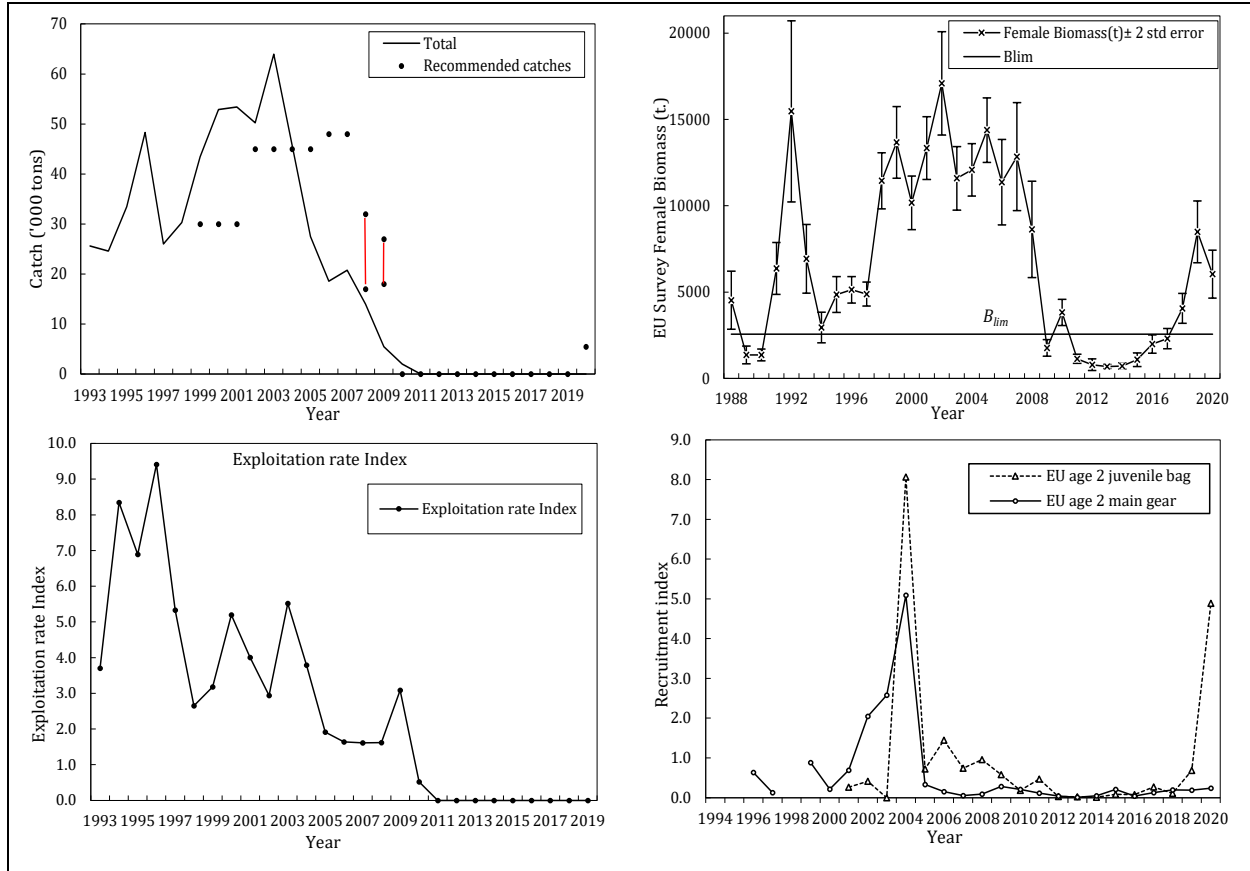 70
60
50
40
30
20
10
0
Catch ('000 tons)
Total
Recommended catches
1993 1995 1997 1999 2001 2003 2005 2007 2009 2011 2013 2015 2017 2019
Year
20000
15000
10000
5000
0
EU Survey Female Biomass (t.)
Female Biomass(t)± 2 std error
Blim
Blim
1988 1992 1996 2000 2004 2008 2012 2016 2020
Year
Exploitation rate Index
10.0
9.0
8.0
7.0
6.0
5.0
4.0
3.0
2.0
1.0
0.0
Exploitation rate Index
Exploitation rate Index
1993 1995 1997 1999 2001 2003 2005 2007 2009 2011 2013 2015 2017 2019
Year
9.0
8.0
7.0
6.0
5.0
4.0
3.0
2.0
1.0
0.0
Recruitment index
EU age 2 juvenile bag
EU age 2 main gear
1994 1996 1998 2000 2002 2004 2006 2008 2010 2012 2014 2016 2018 2020
Year